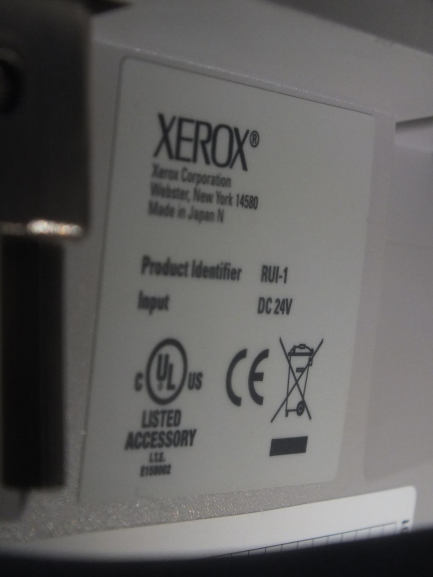 XEROX®
Xerox Corporation
Webster, New York 14580
Made in Japan N
Product Identifier RUI-1
Input DC 24V
C UL US CE
LISTED
ACCESSORY
I.T.E.
E158002